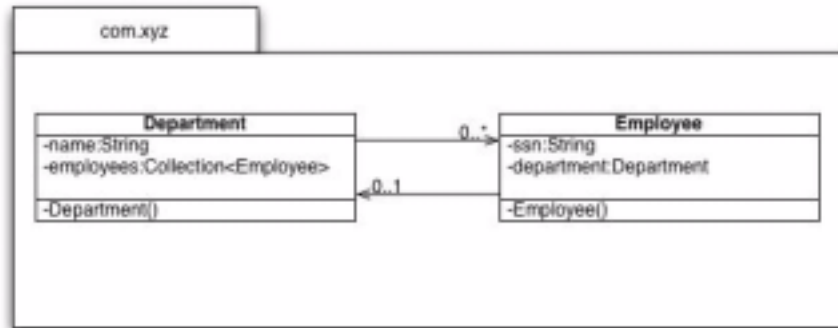 com.xyz
Department
-name:String
-employees:Collection<Employee>
-Department()
0..*
0..1
Employee
-ssn:String
-department:Department
-Employee()